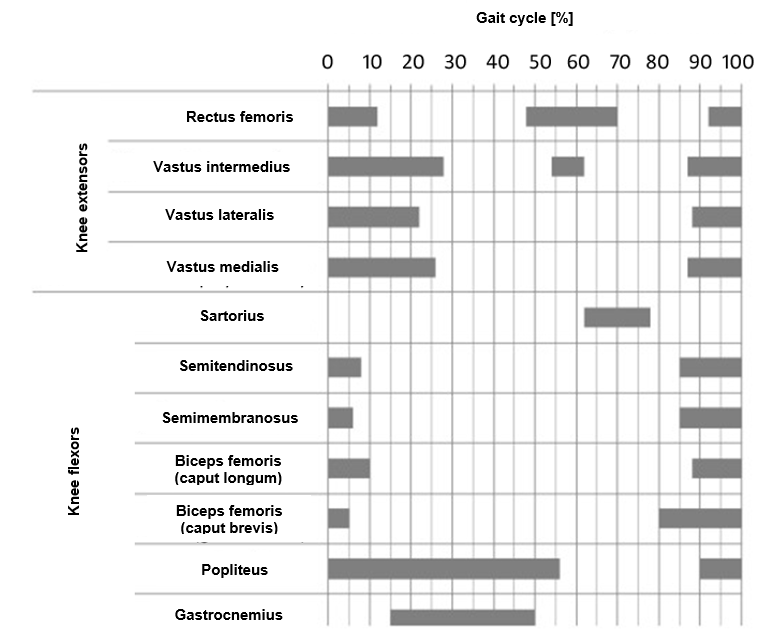 Gait cycle [%]
0 10 20 30 40 50 60 70 80 90 100
Knee extensors
Rectus femoris
Vastus intermedius
Vastus lateralis
Vastus medialis
Knee flexors
Sartorius
Semitendinosus
Semimembranosus
Biceps femoris
(caput longum)
Biceps femoris
(caput brevis)
Popliteus
Gastrocnemius